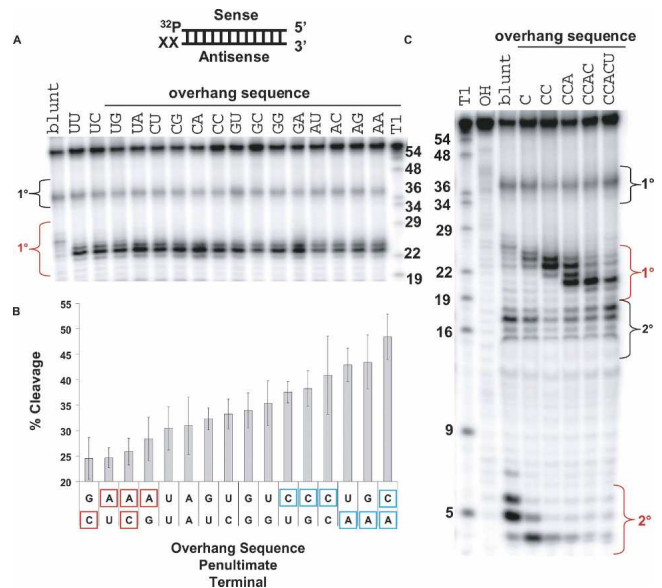 Sense
A
32P 5’
XX 3’
Antisense
overhang sequence
blunt UU UC UG UA CU CG CA CC GU GC GG GA AU AC AG AA T1
54
48
1° 36
34
29
1° 22
19
B
% Cleavage
55
50
45
40
35
30
25
20
G A A A U A G U G U C C C U G C
C U C G U A U C G G U G C A A A
Overhang Sequence
Penultimate
Terminal
C
overhang sequence
T1 OH blunt C CC CCA CCAC CCACU
54
48
36 1°
34
29
22 1°
19
16 2°
9
5 2°